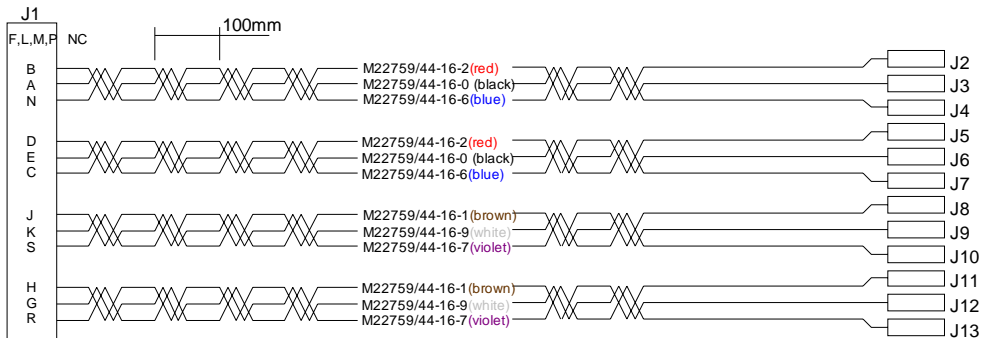 J1
100mm
F,L,M,P NC
B M22759/44-16-2(red) J2
A M22759/44-16-0 (black) J3
N M22759/44-16-6(blue) J4
D M22759/44-16-2(red) J5
E M22759/44-16-0 (black) J6
C M22759/44-16-6(blue) J7
J M22759/44-16-1(brown) J8
K M22759/44-16-9(white) J9
S M22759/44-16-7(violet) J10
H M22759/44-16-1(brown) J11
G M22759/44-16-9(white) J12
R M22759/44-16-7(violet) J13